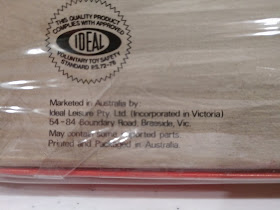 THIS QUALITY PRODUCT
COMPLIES WITH APPROVED
IDEAL
VOLUNTARY TOY SAFETY
STANDARD P.S.72-76
Marketed in Australia by
Ideal Leisure Pty. Ltd. (Incorporated in Victoria)
54-84 Boundary Road, Braeside, Vic.
May contain some imported parts
Printed and Packaged in Australia.